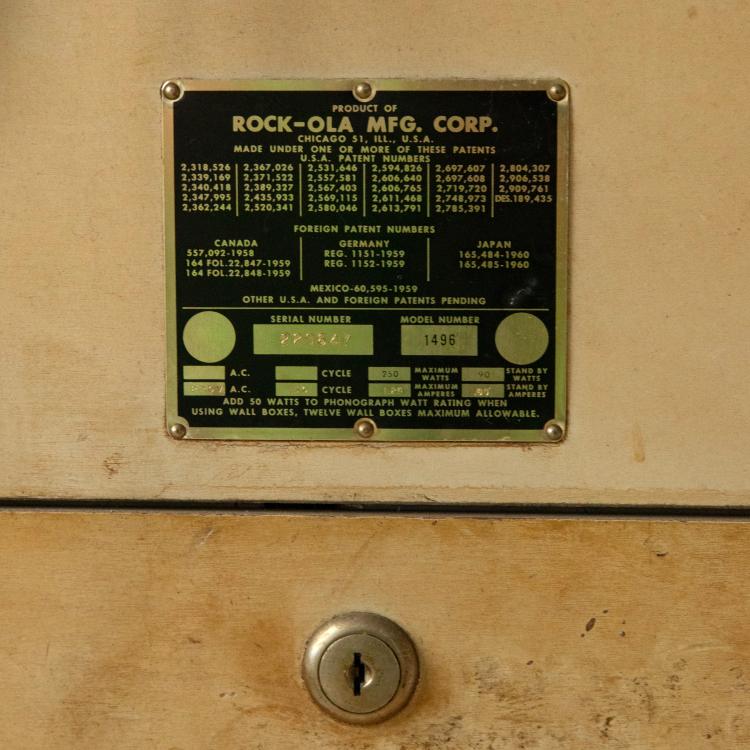 PRODUCT OF
ROCK-OLA MFG. CORP.
CHICAGO 51, ILL., U.S.A.
MADE UNDER ONE OR MORE OF THESE PATENTS
U.S.A. PATENT NUMBERS
2,318,526 2,367,026 2,531,646 2,594,826 2,697,607 2,804,307
2,339,169 2,371,522 2,557,581 2,606,640 2,697,608 2,906,538
2,340,418 2,389,327 2,567,403 2,606,765 2,719,720 2,909,761
2,347,995 2,435,933 2,569,115 2,611,468 2,748,973 DES.189,435
2,362,244 2,520,341 2,580,046 2,613,791 2,785,391
FOREIGN PATENT NUMBERS
CANADA GERMANY JAPAN
557,092-1958 REG. 1151-1959 165,484-1960
164 FOL.22,847-1959 REG. 1152-1959 165,485-1960
164 FOL.22,848-1959
MEXICO-60,595-1959
OTHER U.S.A. AND FOREIGN PATENTS PENDING
SERIAL NUMBER MODEL NUMBER
1496
A.C. CYCLE 250 MAXIMUM WATTS 90 STAND BY WATTS
A.C. CYCLE MAXIMUM AMPERES STAND BY AMPERES
ADD 50 WATTS TO PHONOGRAPH WATT RATING WHEN
USING WALL BOXES, TWELVE WALL BOXES MAXIMUM ALLOWABLE.